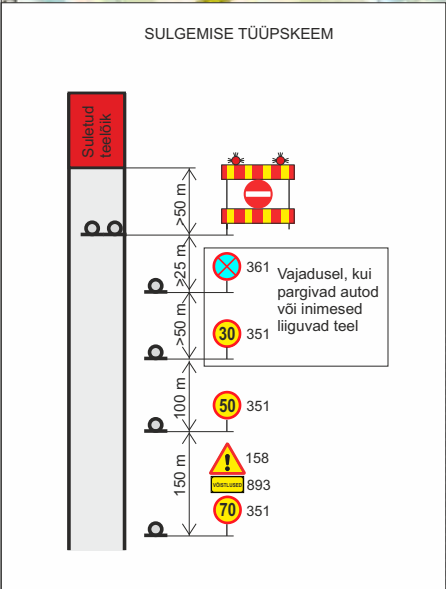 SULGEMISE TÜÜPSKEEM
Suletud
teelõik
>50 m
≥25 m
361
Vajadusel, kui
pargivad autod
või inimesed
liiguvad teel
>50 m
30
351
100 m
50
351
150 m
!
158
VÕISTLUSED
893
70
351